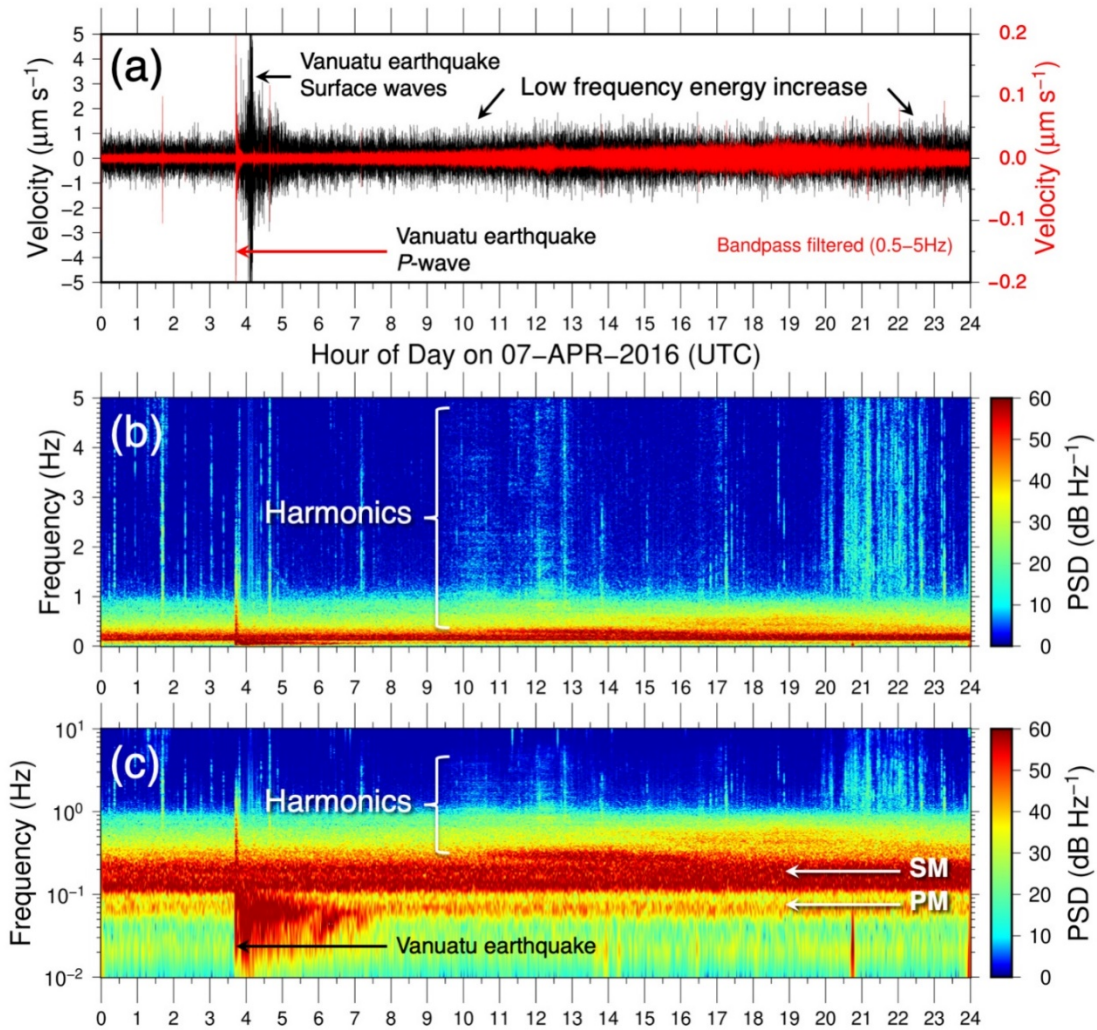 (a)
Vanuatu earthquake
Surface waves
Low frequency energy increase
Vanuatu earthquake
P-wave
Bandpass filtered (0.5–5Hz)
Velocity (μm s−1)
5
4
3
2
1
0
−1
−2
−3
−4
−5
Velocity (μm s−1)
0.2
0.1
0.0
−0.1
−0.2
0 1 2 3 4 5 6 7 8 9 10 11 12 13 14 15 16 17 18 19 20 21 22 23 24
Hour of Day on 07−APR−2016 (UTC)
(b)
Harmonics
Frequency (Hz)
5
4
3
2
1
0
PSD (dB Hz−1)
60
50
40
30
20
10
0
0 1 2 3 4 5 6 7 8 9 10 11 12 13 14 15 16 17 18 19 20 21 22 23 24
(c)
Harmonics
SM
PM
Vanuatu earthquake
Frequency (Hz)
10^1
10^0
10^−1
10^−2
PSD (dB Hz−1)
60
50
40
30
20
10
0
0 1 2 3 4 5 6 7 8 9 10 11 12 13 14 15 16 17 18 19 20 21 22 23 24